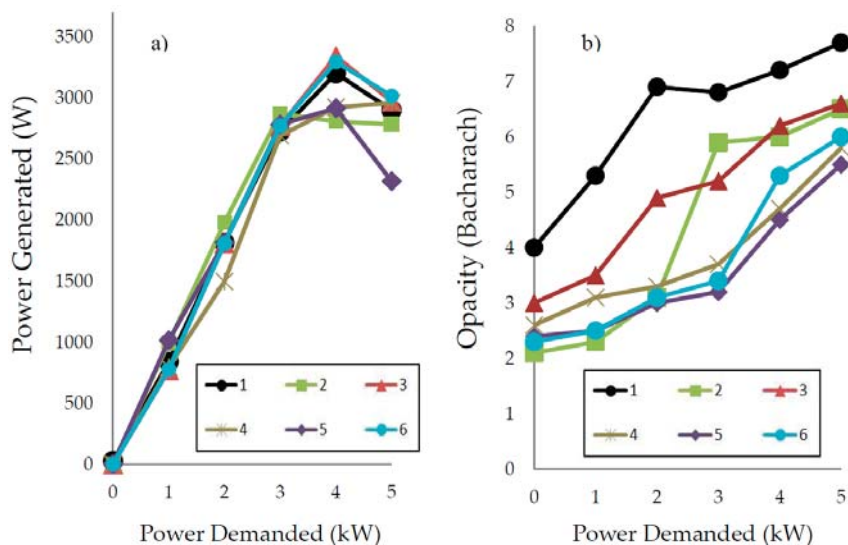 a)
Power Generated (W)
3500
3000
2500
2000
1500
1000
500
0
1 2 3
4 5 6
0 1 2 3 4 5
Power Demanded (kW)
b)
Opacity (Bacharach)
8
7
6
5
4
3
2
1
0
1 2 3
4 5 6
0 1 2 3 4 5
Power Demanded (kW)